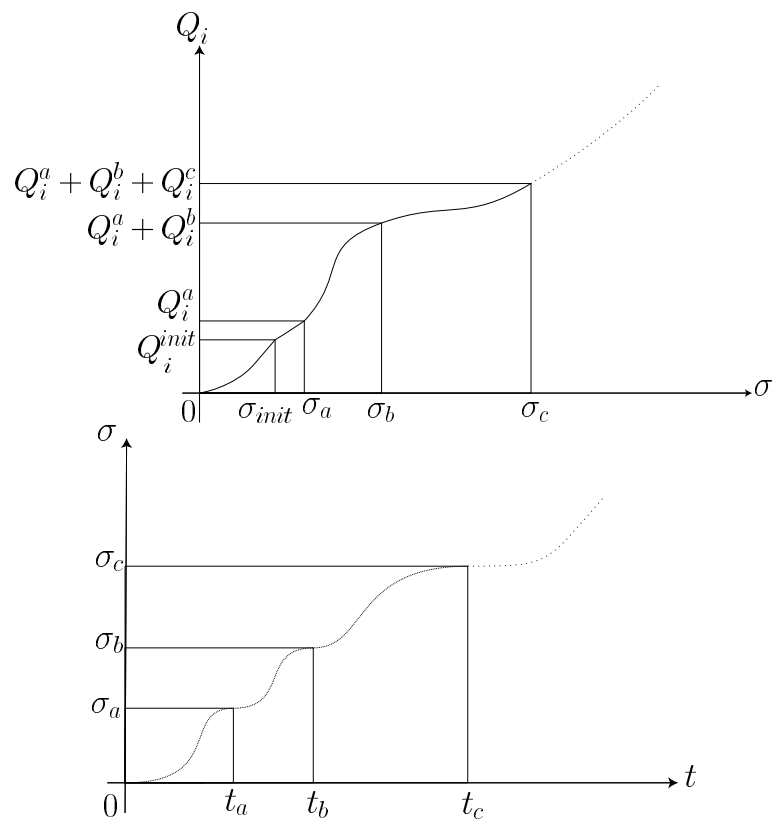 Q_i
Q_i^a + Q_i^b + Q_i^c
Q_i^a + Q_i^b
Q_i^a
Q_i^{init}
0 σ_{init} σ_a σ_b σ_c σ
σ
σ_c
σ_b
σ_a
0 t_a t_b t_c t